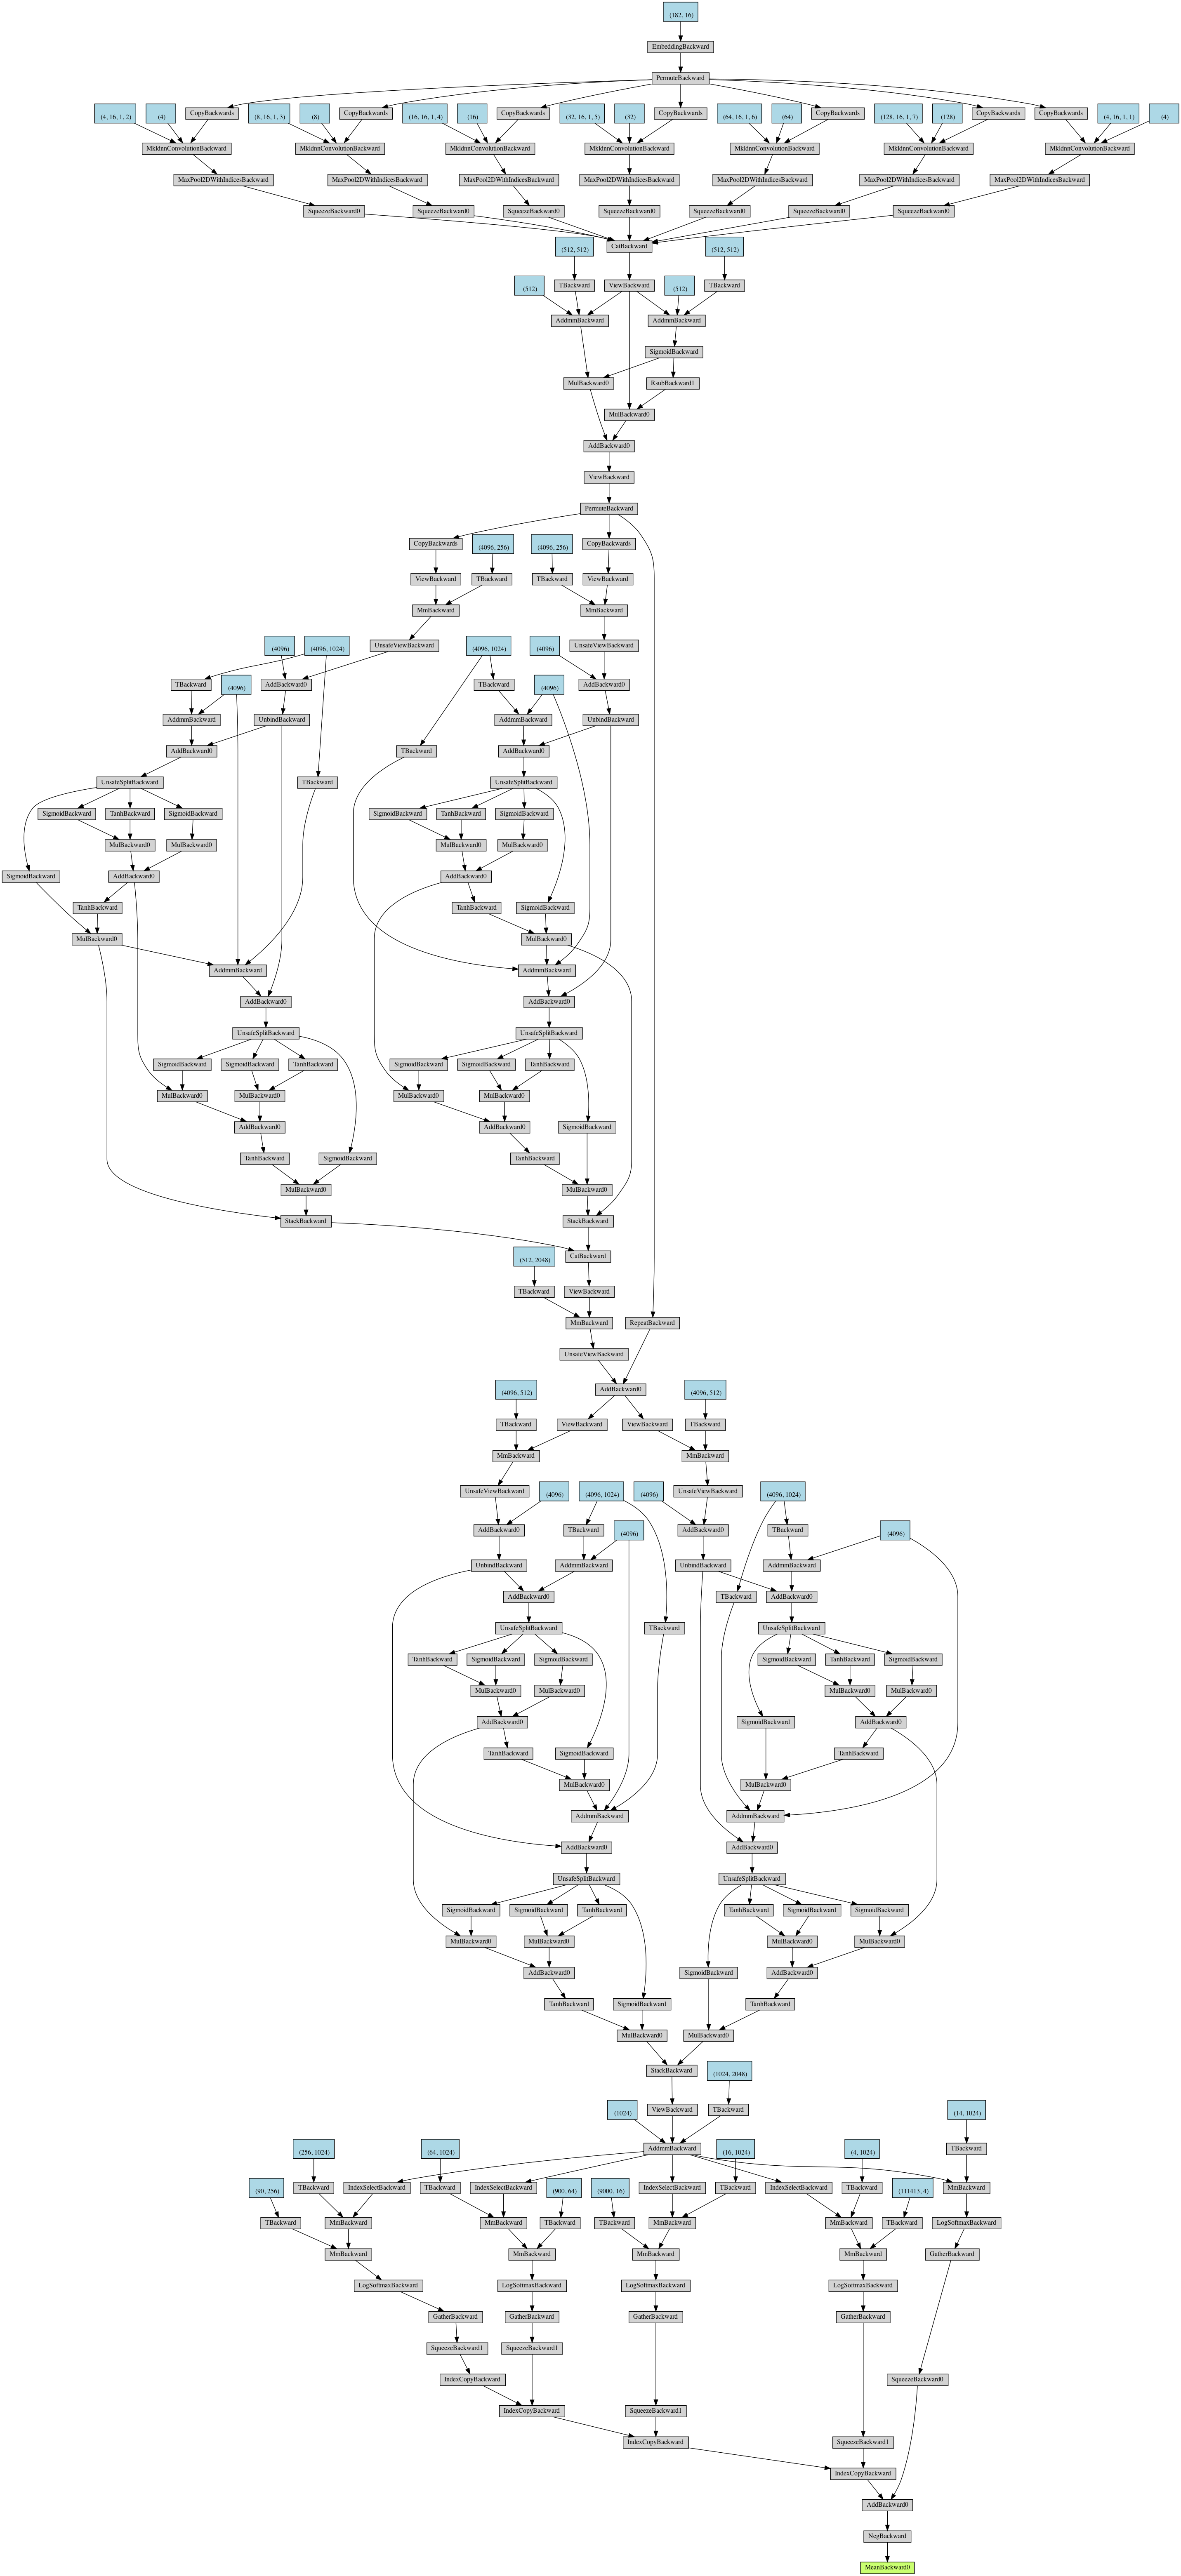 (182, 16)
EmbeddingBackward
PermuteBackward
(4, 16, 1, 2) (4) CopyBackwards (8, 16, 1, 3) (8) CopyBackwards (16, 16, 1, 4) (16) CopyBackwards (32, 16, 1, 5) (32) CopyBackwards (64, 16, 1, 6) (64) CopyBackwards (128, 16, 1, 7) (128) CopyBackwards CopyBackwards (4, 16, 1, 1) (4)
MkldnnConvolutionBackward MkldnnConvolutionBackward MkldnnConvolutionBackward MkldnnConvolutionBackward MkldnnConvolutionBackward MkldnnConvolutionBackward MkldnnConvolutionBackward
MaxPool2DWithIndicesBackward MaxPool2DWithIndicesBackward MaxPool2DWithIndicesBackward MaxPool2DWithIndicesBackward MaxPool2DWithIndicesBackward MaxPool2DWithIndicesBackward MaxPool2DWithIndicesBackward
SqueezeBackward0 SqueezeBackward0 SqueezeBackward0 SqueezeBackward0 SqueezeBackward0 SqueezeBackward0 SqueezeBackward0
(512, 512) CatBackward (512, 512)
(512) TBackward ViewBackward (512) TBackward
AddmmBackward AddmmBackward
SigmoidBackward
MulBackward0 RsubBackward1
MulBackward0
AddBackward0
ViewBackward
PermuteBackward
CopyBackwards (4096, 256) (4096, 256) CopyBackwards
ViewBackward TBackward TBackward ViewBackward
MmBackward MmBackward
(4096) (4096, 1024) UnsafeViewBackward (4096, 1024) (4096) UnsafeViewBackward
TBackward (4096) AddBackward0 TBackward (4096) AddBackward0
AddmmBackward UnbindBackward AddmmBackward UnbindBackward
AddBackward0 TBackward AddBackward0
UnsafeSplitBackward TBackward UnsafeSplitBackward
SigmoidBackward TanhBackward SigmoidBackward SigmoidBackward TanhBackward SigmoidBackward
MulBackward0 MulBackward0 MulBackward0 MulBackward0
SigmoidBackward AddBackward0 AddBackward0
TanhBackward TanhBackward SigmoidBackward
MulBackward0 MulBackward0
AddmmBackward AddmmBackward
AddBackward0 AddBackward0
UnsafeSplitBackward UnsafeSplitBackward
SigmoidBackward SigmoidBackward TanhBackward SigmoidBackward SigmoidBackward TanhBackward
MulBackward0 MulBackward0 MulBackward0 MulBackward0
AddBackward0 AddBackward0 SigmoidBackward
TanhBackward SigmoidBackward TanhBackward
MulBackward0 MulBackward0
StackBackward StackBackward
(512, 2048) CatBackward
TBackward ViewBackward
MmBackward RepeatBackward
UnsafeViewBackward
(4096, 512) AddBackward0 (4096, 512)
TBackward ViewBackward ViewBackward TBackward
MmBackward MmBackward
UnsafeViewBackward (4096) (4096, 1024) (4096) UnsafeViewBackward (4096, 1024)
AddBackward0 TBackward (4096) AddBackward0 TBackward (4096)
UnbindBackward AddmmBackward UnbindBackward AddmmBackward
AddBackward0 TBackward AddBackward0
UnsafeSplitBackward TBackward UnsafeSplitBackward
TanhBackward SigmoidBackward SigmoidBackward SigmoidBackward TanhBackward SigmoidBackward
MulBackward0 MulBackward0 MulBackward0 MulBackward0
AddBackward0 SigmoidBackward AddBackward0
TanhBackward SigmoidBackward TanhBackward
MulBackward0 MulBackward0
AddmmBackward AddmmBackward
AddBackward0 AddBackward0
UnsafeSplitBackward UnsafeSplitBackward
SigmoidBackward SigmoidBackward TanhBackward TanhBackward SigmoidBackward SigmoidBackward
MulBackward0 MulBackward0 MulBackward0 MulBackward0
AddBackward0 SigmoidBackward AddBackward0
TanhBackward SigmoidBackward TanhBackward
MulBackward0 MulBackward0
StackBackward (1024, 2048)
(1024) ViewBackward TBackward (14, 1024)
(256, 1024) (64, 1024) AddmmBackward (16, 1024) (4, 1024) TBackward
(90, 256) TBackward IndexSelectBackward TBackward IndexSelectBackward (900, 64) (9000, 16) IndexSelectBackward TBackward IndexSelectBackward TBackward (111413, 4) MmBackward
TBackward MmBackward MmBackward TBackward TBackward MmBackward MmBackward TBackward LogSoftmaxBackward
MmBackward MmBackward MmBackward MmBackward GatherBackward
LogSoftmaxBackward LogSoftmaxBackward LogSoftmaxBackward LogSoftmaxBackward
GatherBackward GatherBackward GatherBackward GatherBackward
SqueezeBackward1 SqueezeBackward1
IndexCopyBackward SqueezeBackward0
IndexCopyBackward SqueezeBackward1
IndexCopyBackward SqueezeBackward1
IndexCopyBackward
AddBackward0
NegBackward
MeanBackward0